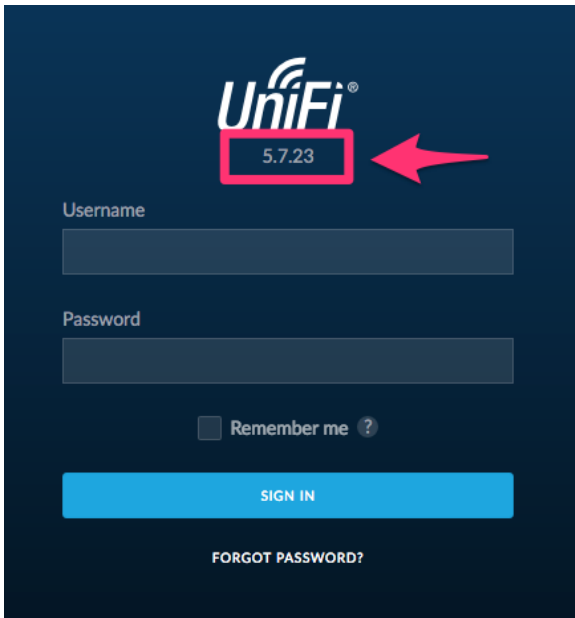 UniFi®
5.7.23
Username
Password
Remember me ?
SIGN IN
FORGOT PASSWORD?